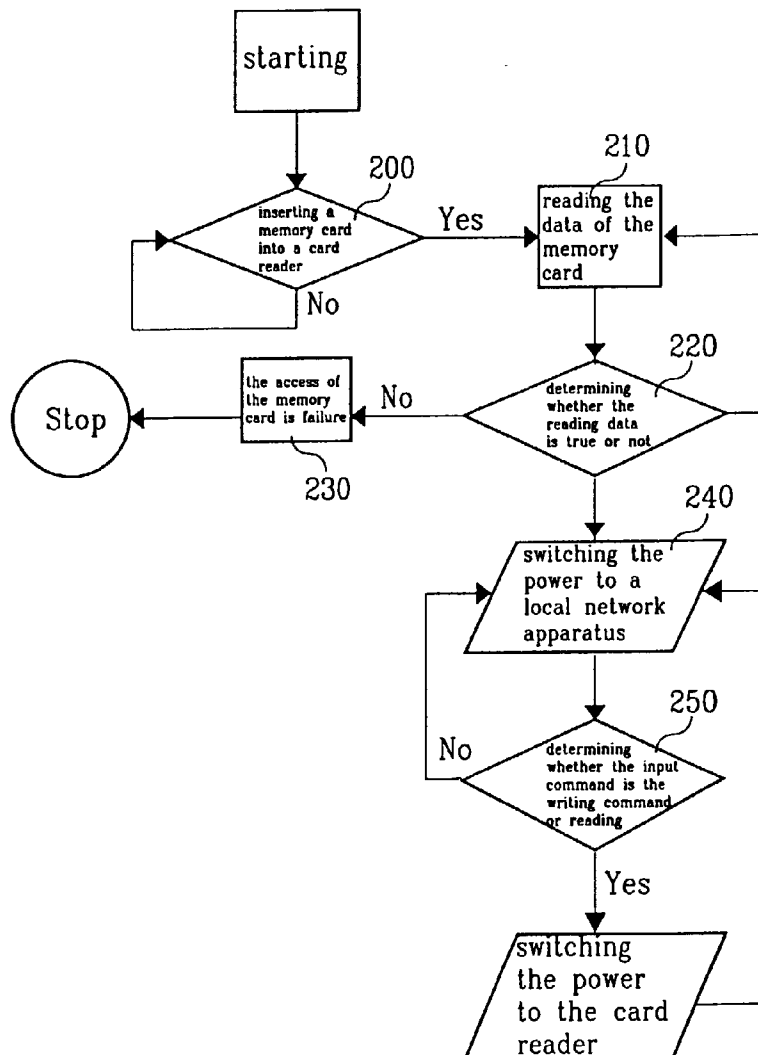 starting
200
inserting a
memory card
into a card
reader
Yes
No
210
reading the
data of the
memory
card
220
determining
whether the
reading data
is true or not
No
the access of
the memory
card is failure
230
Stop
240
switching the
power to a
local network
apparatus
250
determining
whether the input
command is the
writing command
or reading
No
Yes
switching
the power
to the card
reader